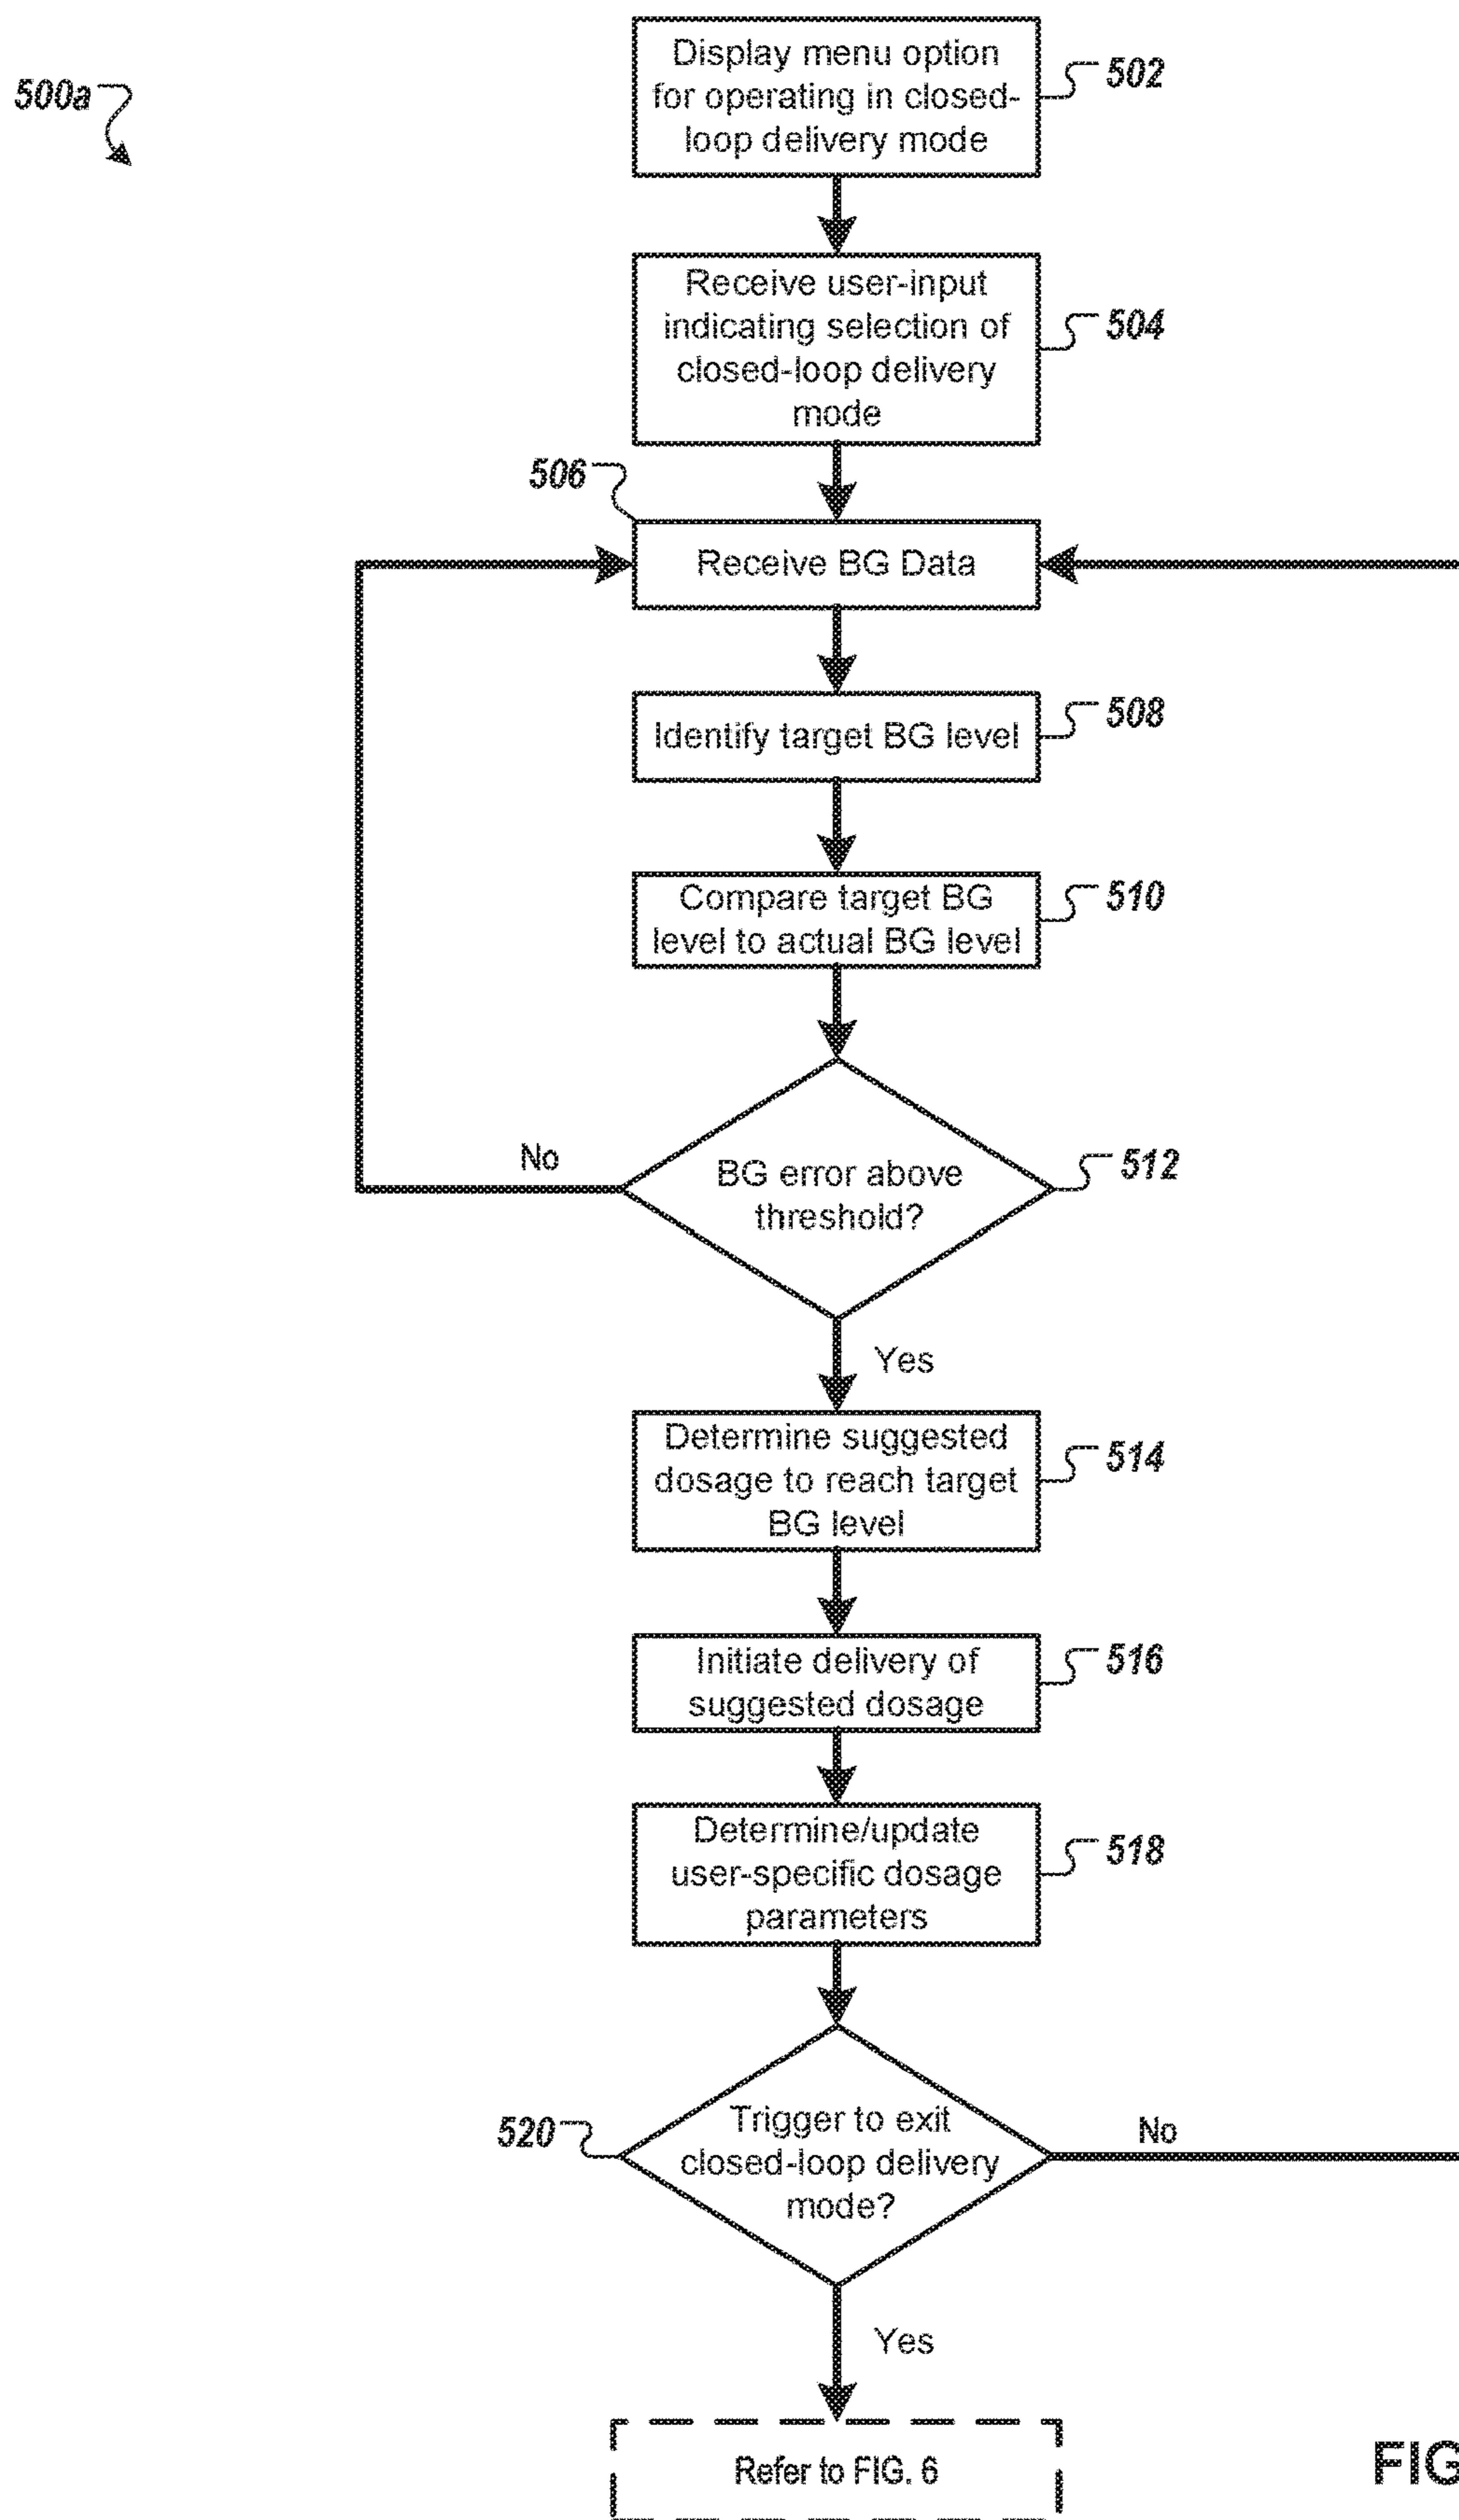 500a
Display menu option
for operating in closed-
loop delivery mode
502
Receive user-input
indicating selection of
closed-loop delivery
mode
504
506
Receive BG Data
Identify target BG level
508
Compare target BG
level to actual BG level
510
No
BG error above
threshold?
512
Yes
Determine suggested
dosage to reach target
BG level
514
Initiate delivery of
suggested dosage
516
Determine/update
user-specific dosage
parameters
518
520
Trigger to exit
closed-loop delivery
mode?
No
Yes
Refer to FIG. 6
FIG